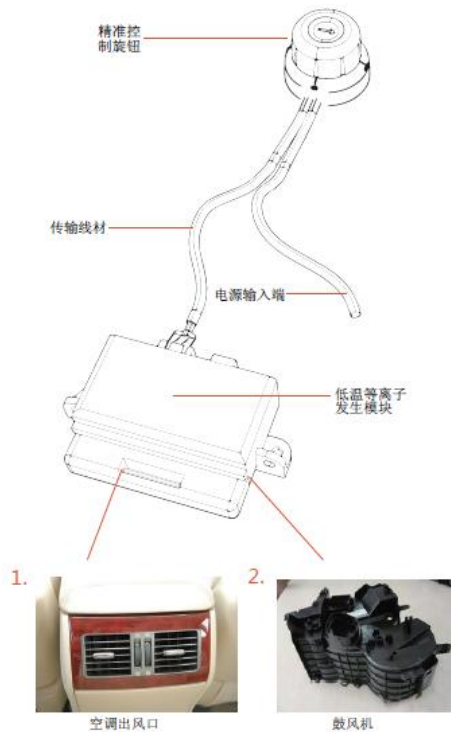 精准控
制旋钮
传输线材
电源输入端
低温等离子
发生模块
1.
2.
空调出风口
鼓风机